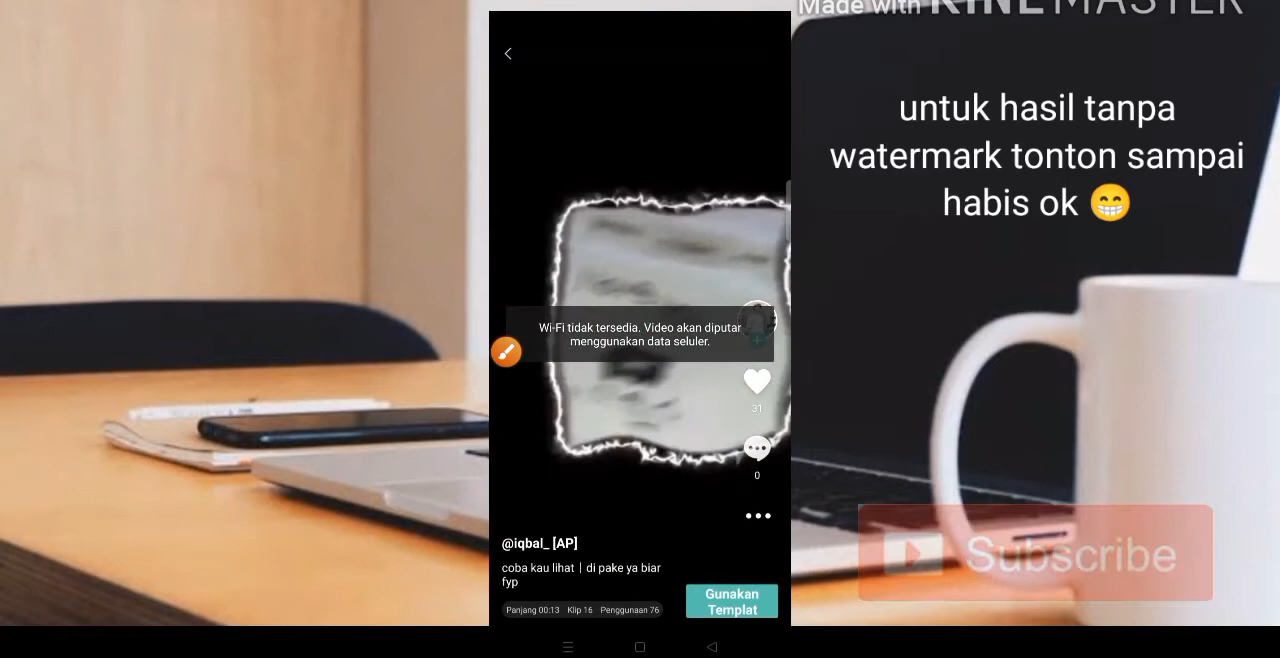 Made with KINEMASTER
untuk hasil tanpa
watermark tonton sampai
habis ok 😁
Wi-Fi tidak tersedia. Video akan diputar
menggunakan data seluler.
31
0
@iqbal_ [AP]
coba kau lihat | di pake ya biar
fyp
Panjang 00:13 Klip 16 Penggunaan 76
Gunakan
Templat
Subscribe